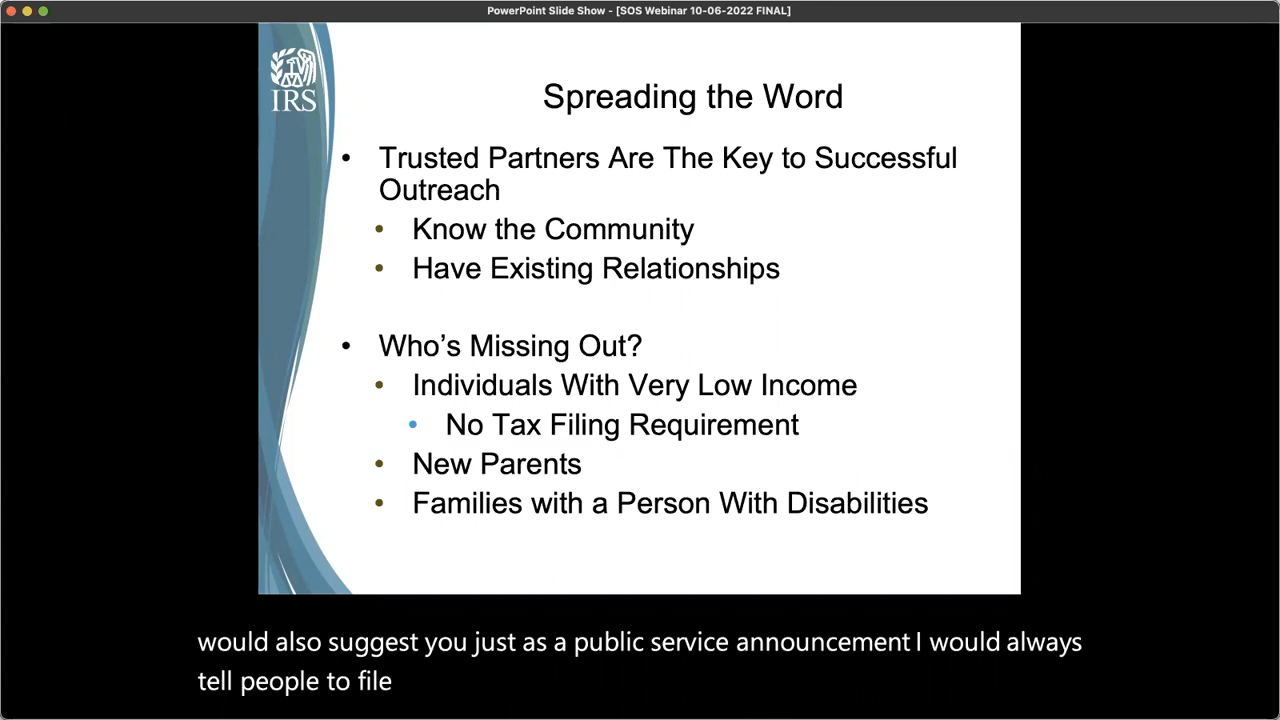 PowerPoint Slide Show - [SOS Webinar 10-06-2022 FINAL]
IRS
Spreading the Word
• Trusted Partners Are The Key to Successful
Outreach
• Know the Community
• Have Existing Relationships
• Who's Missing Out?
• Individuals With Very Low Income
• No Tax Filing Requirement
• New Parents
• Families with a Person With Disabilities
would also suggest you just as a public service announcement I would always
tell people to file